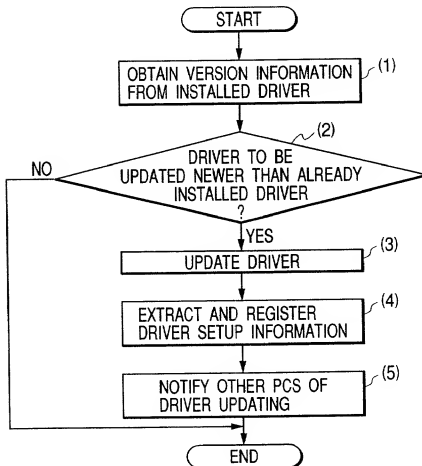 START
OBTAIN VERSION INFORMATION
FROM INSTALLED DRIVER
(1)
(2)
DRIVER TO BE
UPDATED NEWER THAN ALREADY
INSTALLED DRIVER
?
NO
YES
(3)
UPDATE DRIVER
(4)
EXTRACT AND REGISTER
DRIVER SETUP INFORMATION
(5)
NOTIFY OTHER PCS OF
DRIVER UPDATING
END